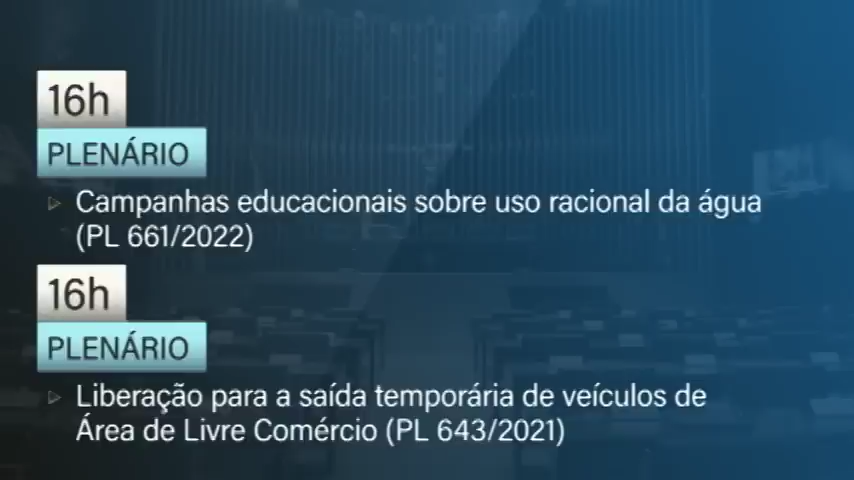 16h
PLENÁRIO
Campanhas educacionais sobre uso racional da água
(PL 661/2022)
16h
PLENÁRIO
Liberação para a saída temporária de veículos de
Área de Livre Comércio (PL 643/2021)